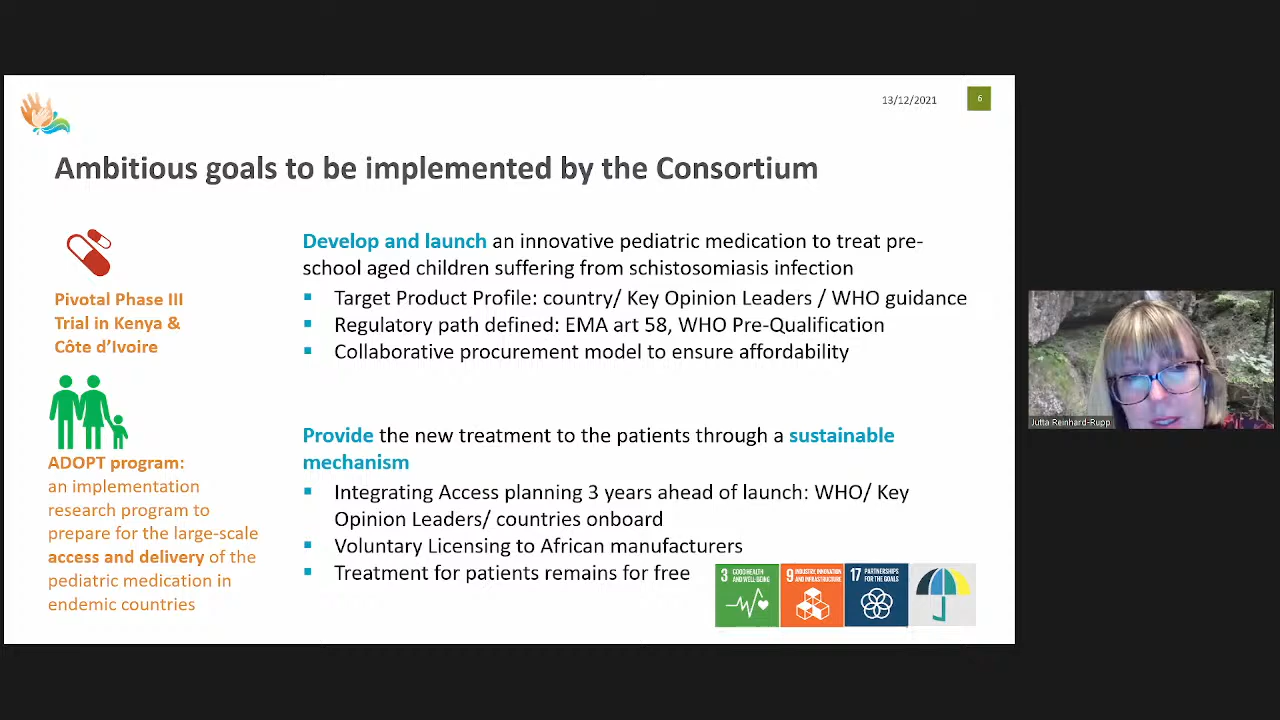 13/12/2021
6
Ambitious goals to be implemented by the Consortium
Pivotal Phase III
Trial in Kenya &
Côte d'Ivoire
ADOPT program:
an implementation
research program to
prepare for the large-scale
access and delivery of the
pediatric medication in
endemic countries
Develop and launch an innovative pediatric medication to treat pre-
school aged children suffering from schistosomiasis infection
▪ Target Product Profile: country/ Key Opinion Leaders / WHO guidance
▪ Regulatory path defined: EMA art 58, WHO Pre-Qualification
▪ Collaborative procurement model to ensure affordability
Provide the new treatment to the patients through a sustainable
mechanism
▪ Integrating Access planning 3 years ahead of launch: WHO/ Key
Opinion Leaders/ countries onboard
▪ Voluntary Licensing to African manufacturers
▪ Treatment for patients remains for free
3 GOOD HEALTH
AND WELL-BEING
9 INDUSTRY, INNOVATION
AND INFRASTRUCTURE
17 PARTNERSHIPS
FOR THE GOALS
Jutta Reinhard-Rupp